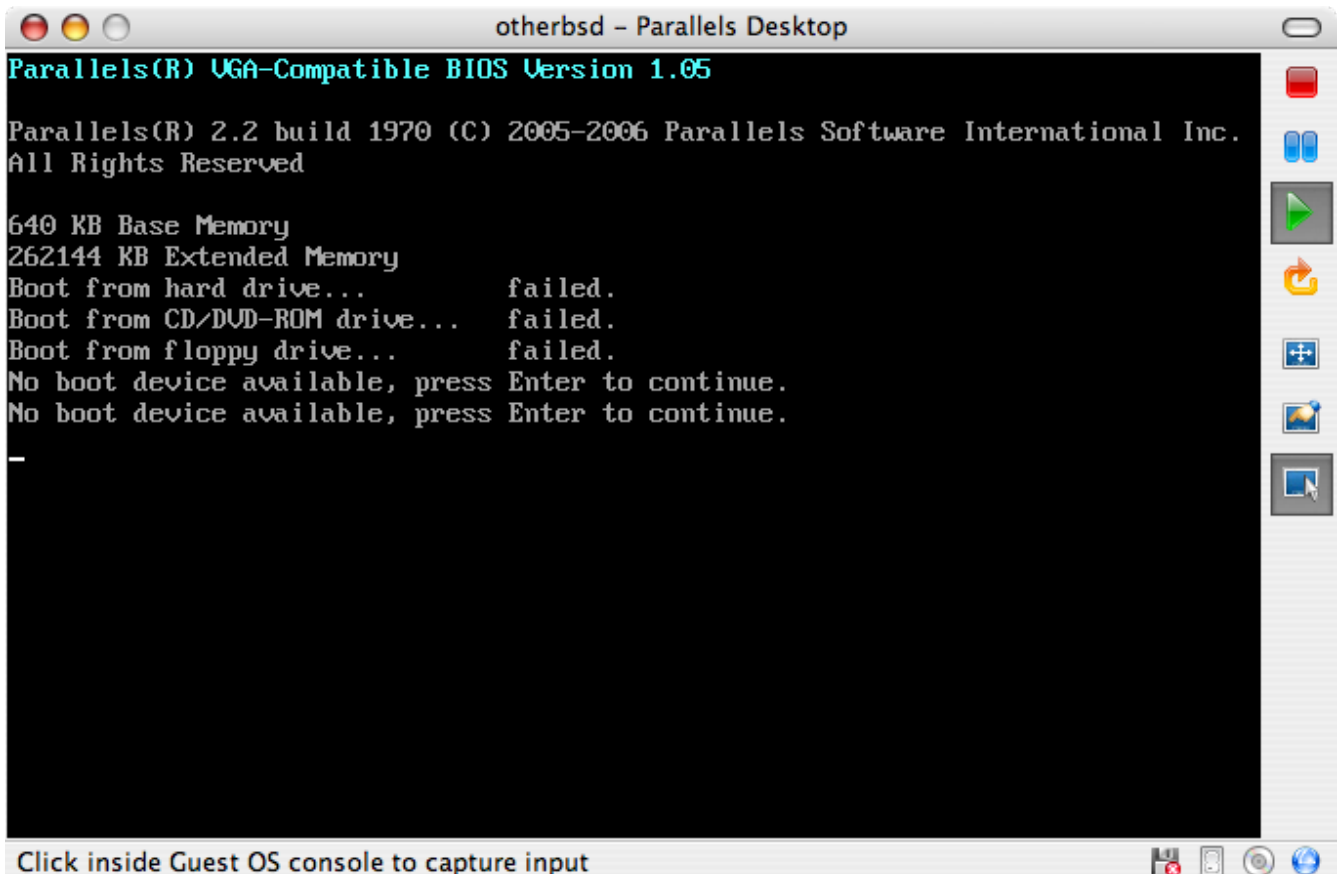 otherbsd – Parallels Desktop
Parallels(R) VGA-Compatible BIOS Version 1.05
Parallels(R) 2.2 build 1970 (C) 2005-2006 Parallels Software International Inc.
All Rights Reserved
640 KB Base Memory
262144 KB Extended Memory
Boot from hard drive... failed.
Boot from CD/DVD-ROM drive... failed.
Boot from floppy drive... failed.
No boot device available, press Enter to continue.
No boot device available, press Enter to continue.
Click inside Guest OS console to capture input